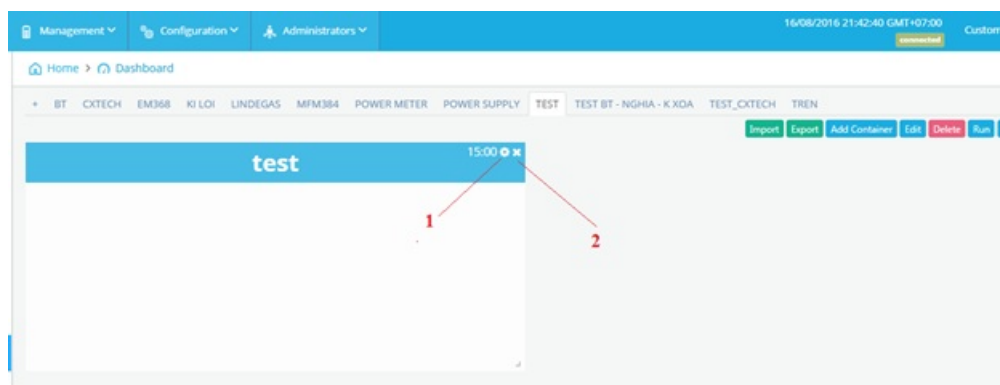 Management Configuration Administrators 16/08/2016 21:42:40 GMT+07:00 Custom
connected
Home > Dashboard
+ BT CXTECH EM368 KI LOI LINDEGAS MFM384 POWER METER POWER SUPPLY TEST TEST BT - NGHIA - K XOA TEST_CXTECH TREN
Import Export Add Container Edit Delete Run
test 15:00
1
2